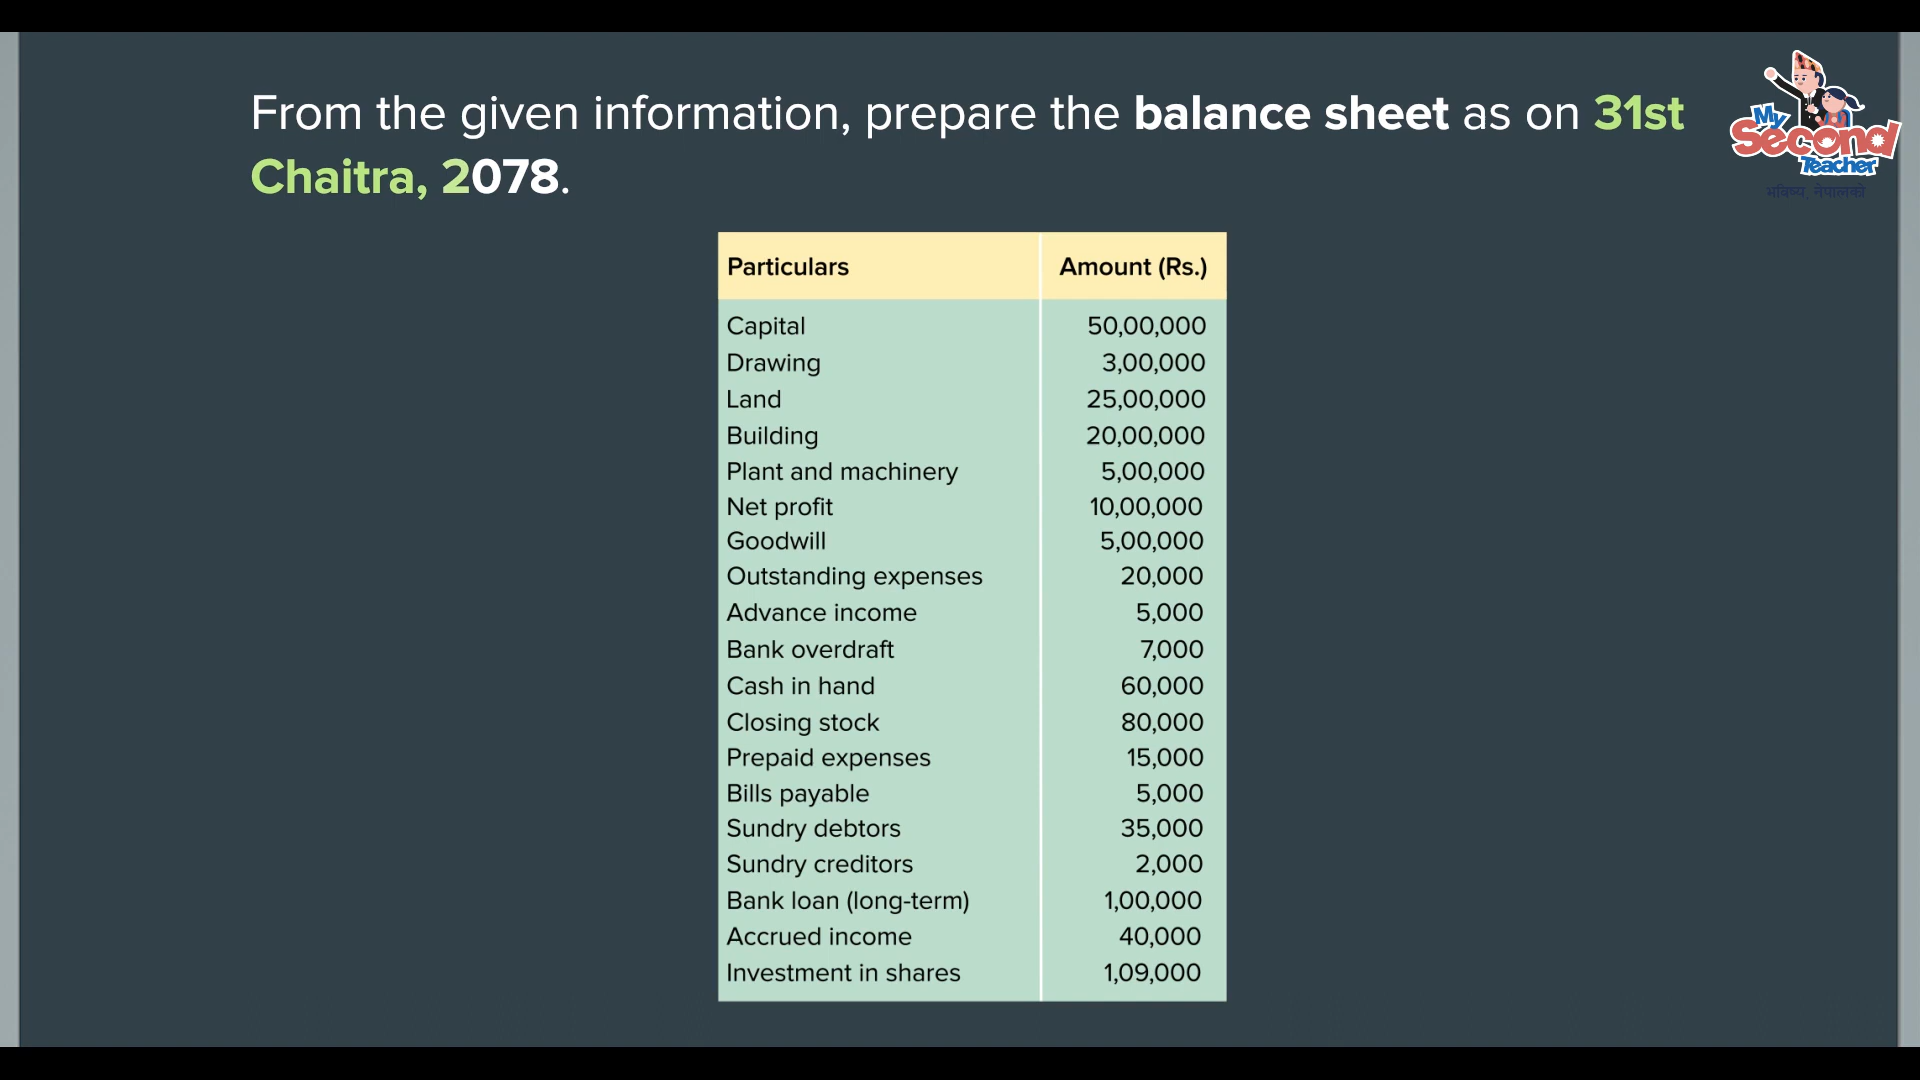 From the given information, prepare the balance sheet as on 31st
Chaitra, 2078.
My
Second
Teacher
भविष्य, नेपालको
Particulars Amount (Rs.)
Capital 50,00,000
Drawing 3,00,000
Land 25,00,000
Building 20,00,000
Plant and machinery 5,00,000
Net profit 10,00,000
Goodwill 5,00,000
Outstanding expenses 20,000
Advance income 5,000
Bank overdraft 7,000
Cash in hand 60,000
Closing stock 80,000
Prepaid expenses 15,000
Bills payable 5,000
Sundry debtors 35,000
Sundry creditors 2,000
Bank loan (long-term) 1,00,000
Accrued income 40,000
Investment in shares 1,09,000